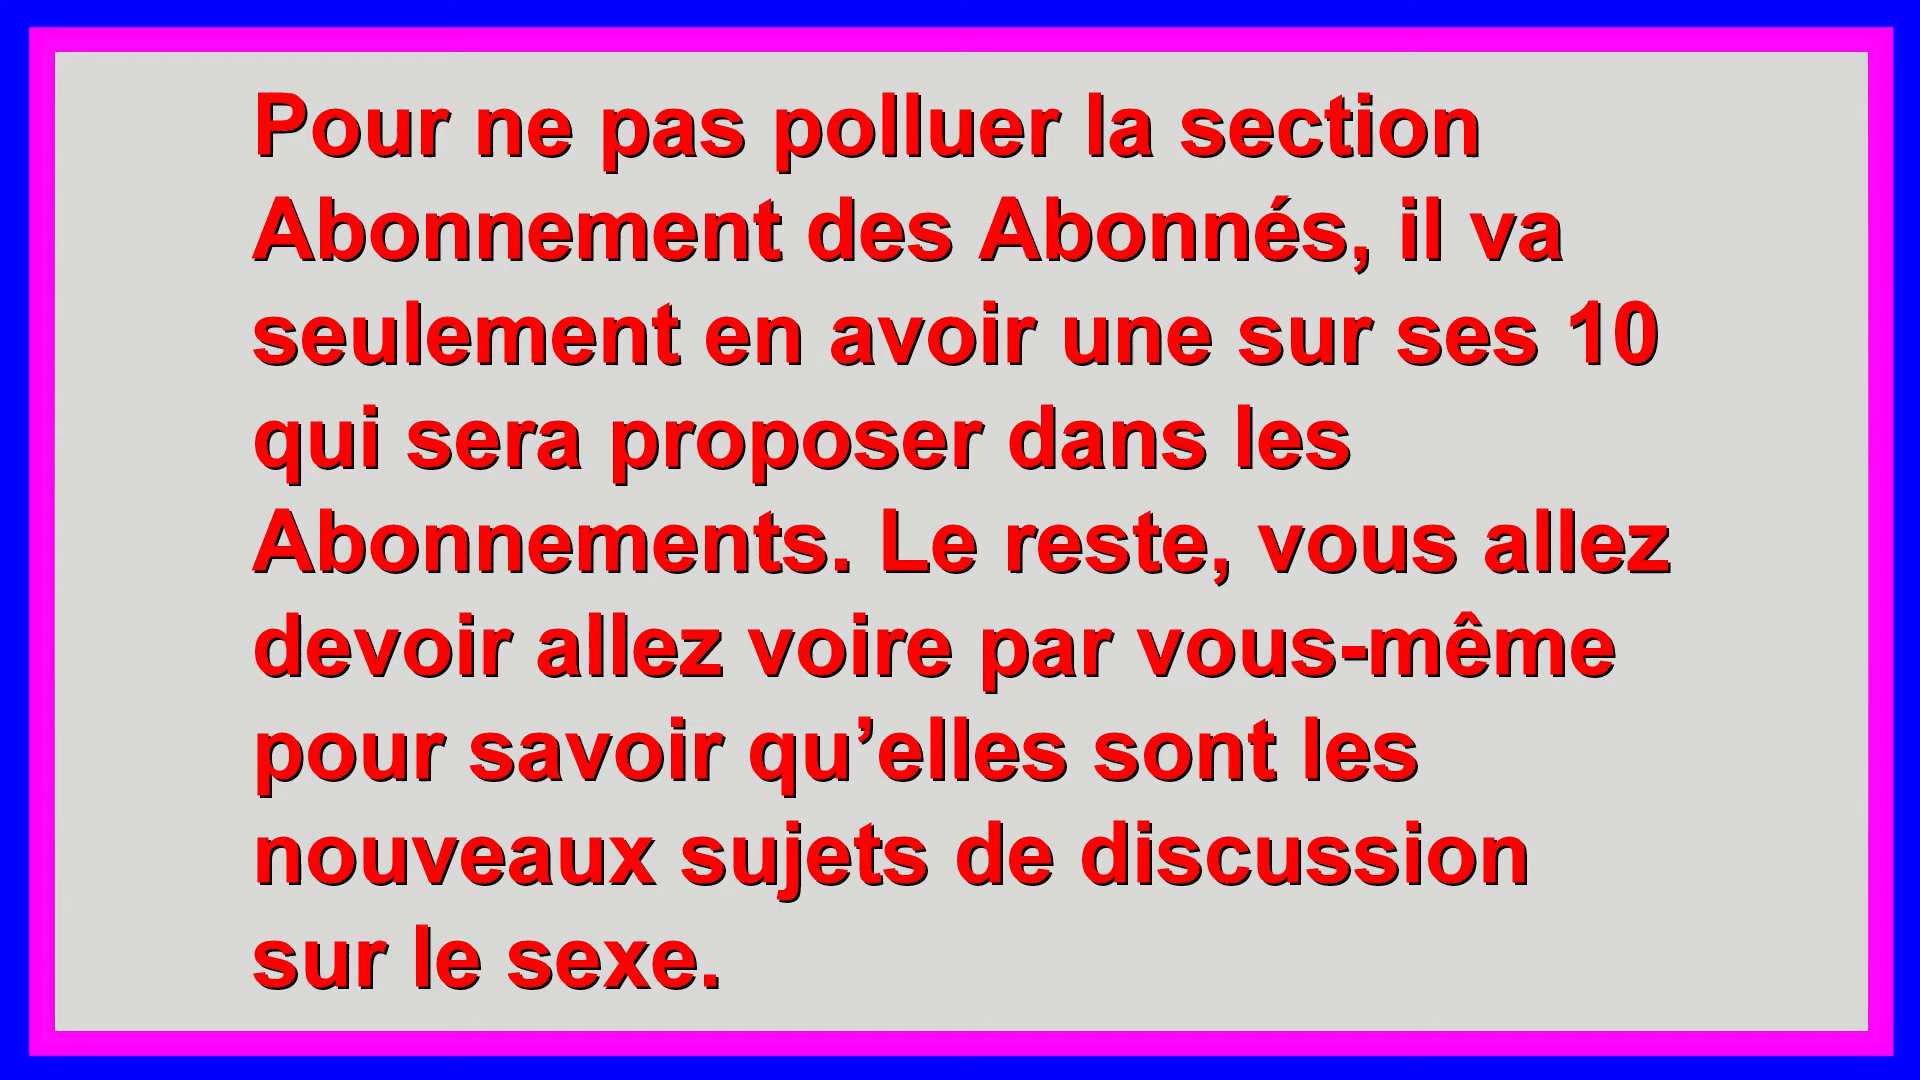 Pour ne pas polluer la section
Abonnement des Abonnés, il va
seulement en avoir une sur ses 10
qui sera proposer dans les
Abonnements. Le reste, vous allez
devoir allez voire par vous-même
pour savoir qu’elles sont les
nouveaux sujets de discussion
sur le sexe.